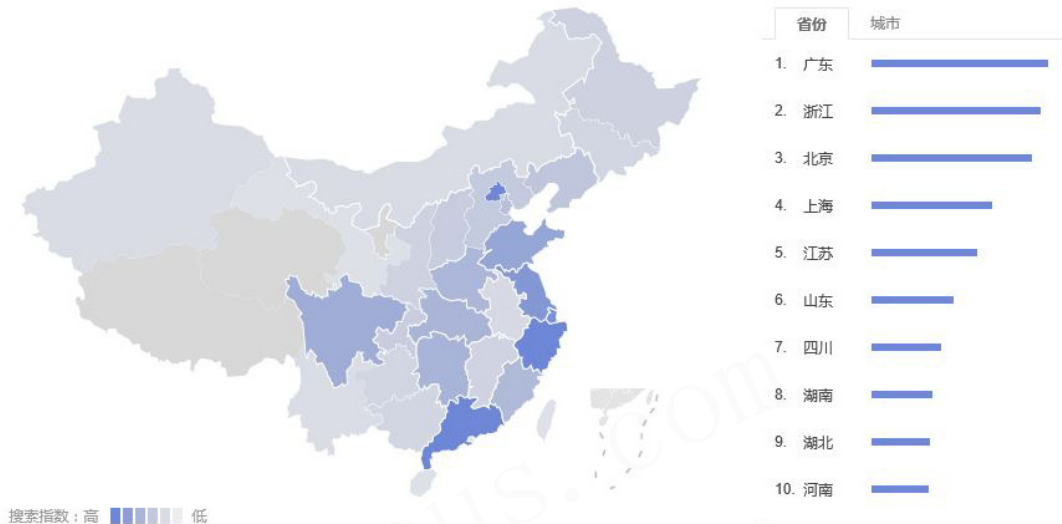 省份 城市
1. 广东
2. 浙江
3. 北京
4. 上海
5. 江苏
6. 山东
7. 四川
8. 湖南
9. 湖北
10. 河南
搜索指数：高 低